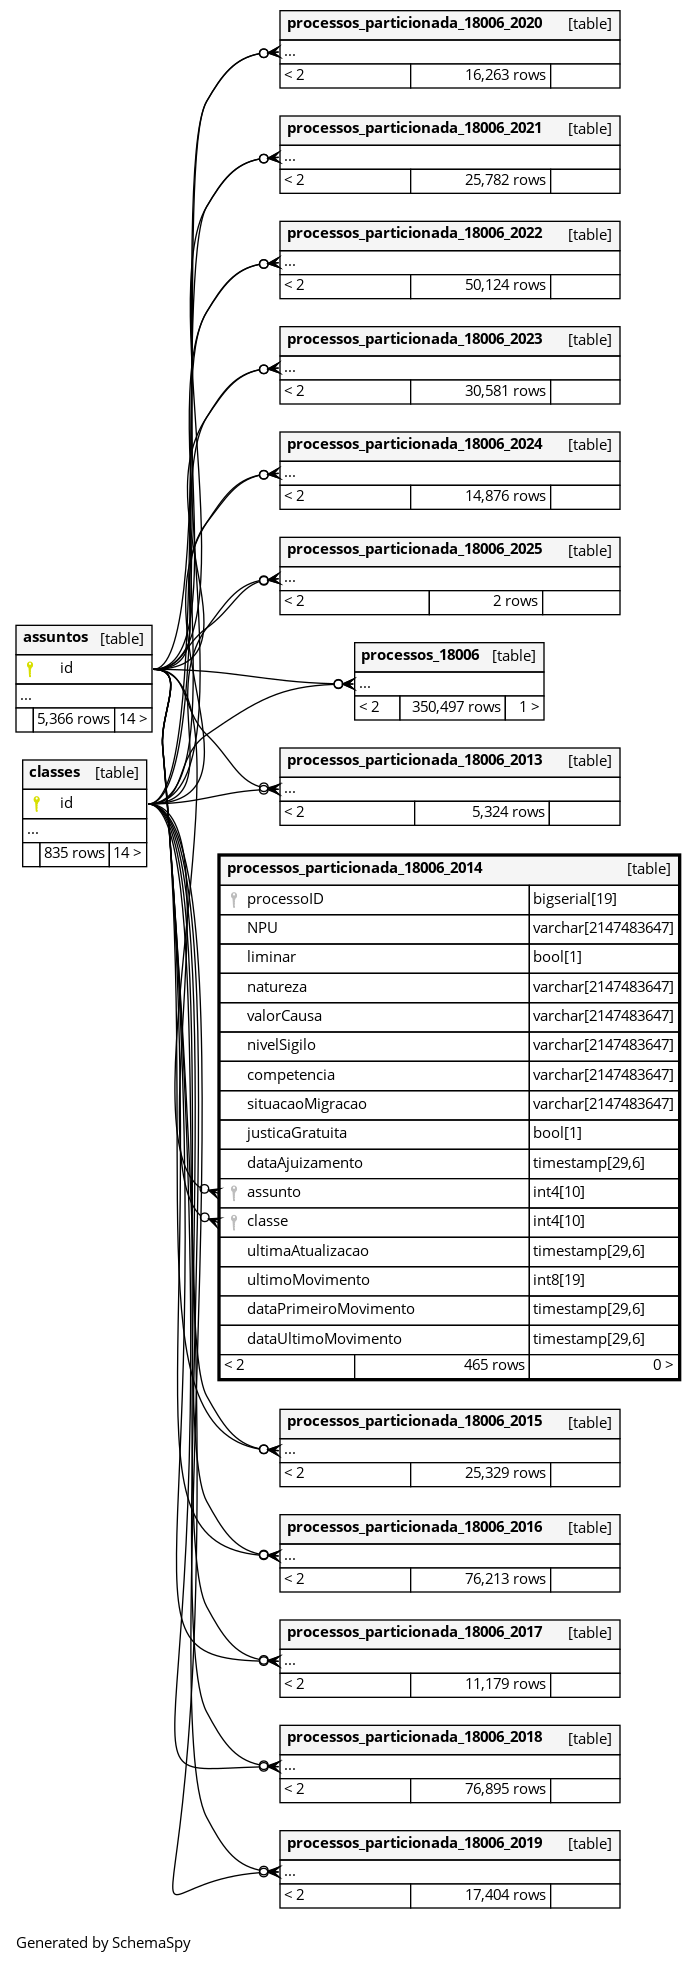 processos_particionada_18006_2020 [table]
...
< 2 16,263 rows
processos_particionada_18006_2021 [table]
...
< 2 25,782 rows
processos_particionada_18006_2022 [table]
...
< 2 50,124 rows
processos_particionada_18006_2023 [table]
...
< 2 30,581 rows
processos_particionada_18006_2024 [table]
...
< 2 14,876 rows
processos_particionada_18006_2025 [table]
...
< 2 2 rows
assuntos [table]
id
...
5,366 rows 14 >
processos_18006 [table]
...
< 2 350,497 rows 1 >
classes [table]
id
...
835 rows 14 >
processos_particionada_18006_2013 [table]
...
< 2 5,324 rows
processos_particionada_18006_2014 [table]
processoID bigserial[19]
NPU varchar[2147483647]
liminar bool[1]
natureza varchar[2147483647]
valorCausa varchar[2147483647]
nivelSigilo varchar[2147483647]
competencia varchar[2147483647]
situacaoMigracao varchar[2147483647]
justicaGratuita bool[1]
dataAjuizamento timestamp[29,6]
assunto int4[10]
classe int4[10]
ultimaAtualizacao timestamp[29,6]
ultimoMovimento int8[19]
dataPrimeiroMovimento timestamp[29,6]
dataUltimoMovimento timestamp[29,6]
< 2 465 rows 0 >
processos_particionada_18006_2015 [table]
...
< 2 25,329 rows
processos_particionada_18006_2016 [table]
...
< 2 76,213 rows
processos_particionada_18006_2017 [table]
...
< 2 11,179 rows
processos_particionada_18006_2018 [table]
...
< 2 76,895 rows
processos_particionada_18006_2019 [table]
...
< 2 17,404 rows
Generated by SchemaSpy